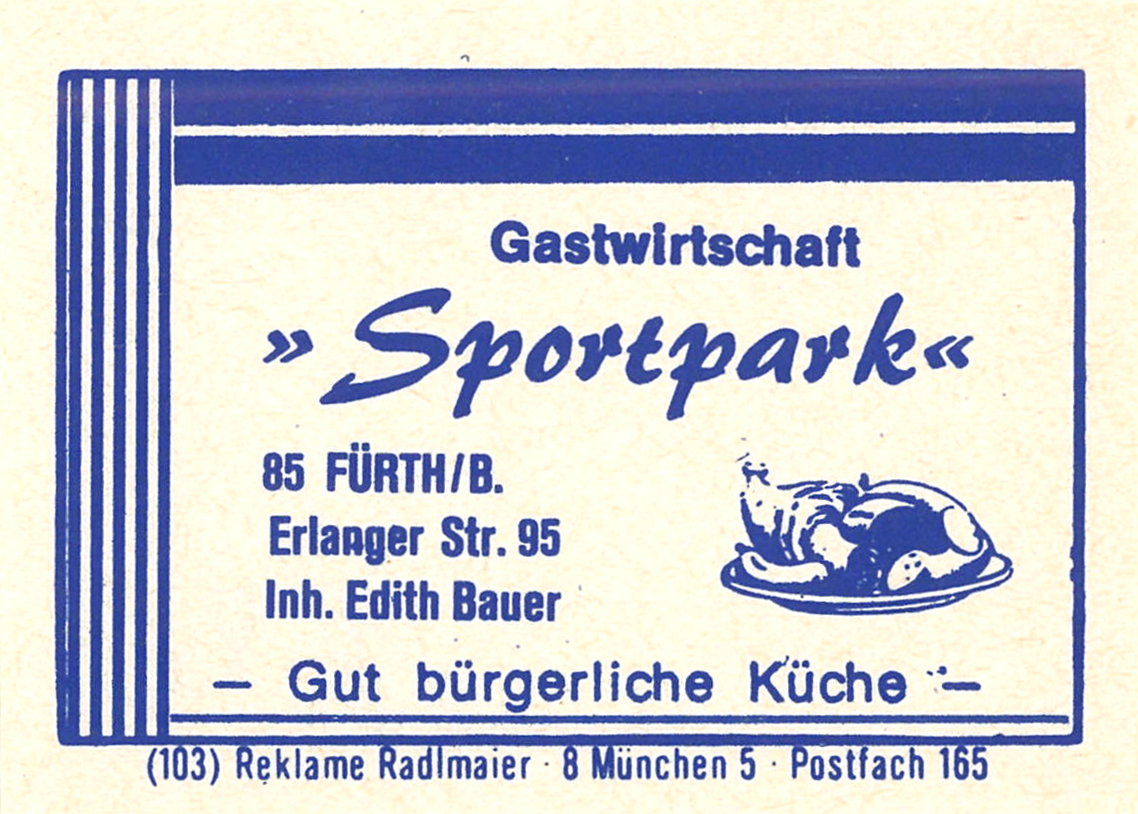 Gastwirtschaft
»Sportpark«
85 FÜRTH/B.
Erlanger Str. 95
Inh. Edith Bauer
– Gut bürgerliche Küche –
(103) Reklame Radlmaier · 8 München 5 · Postfach 165